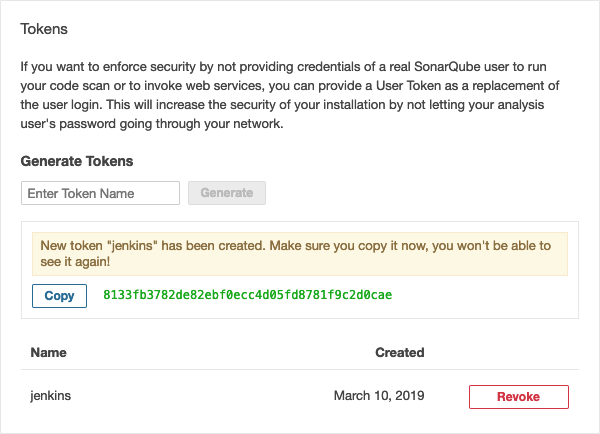 Tokens
If you want to enforce security by not providing credentials of a real SonarQube user to run
your code scan or to invoke web services, you can provide a User Token as a replacement of
the user login. This will increase the security of your installation by not letting your analysis
user's password going through your network.
Generate Tokens
Enter Token Name
Generate
New token "jenkins" has been created. Make sure you copy it now, you won't be able to
see it again!
Copy 8133fb3782de82ebf0ecc4d05fd8781f9c2d0cae
Name Created
jenkins March 10, 2019 Revoke